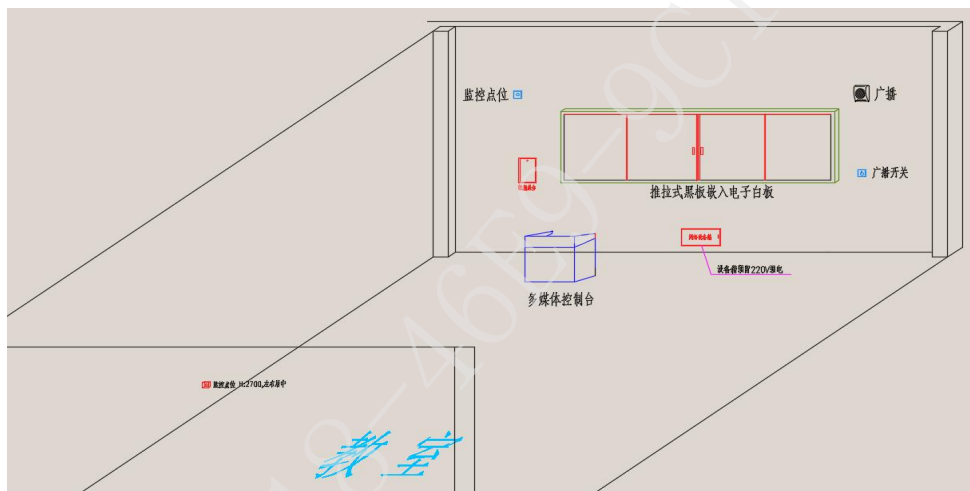 监控点位
广播
广播开关
推拉式黑板嵌入电子白板
设备箱预留220V强电
多媒体控制台
监控点位 H:2700,左右居中
教室